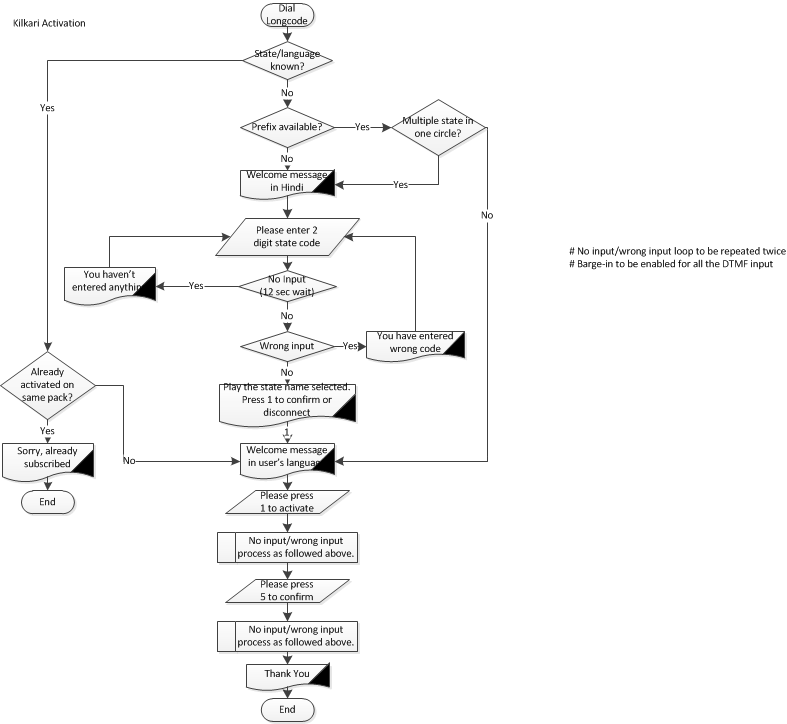 Kilkari Activation
Dial
Longcode
State/language
known?
Yes
No
Prefix available?
Yes
Multiple state in
one circle?
No
Welcome message
in Hindi
Yes
No
Please enter 2
digit state code
# No input/wrong input loop to be repeated twice
# Barge-in to be enabled for all the DTMF input
You haven't
entered anything
Yes
No Input
(12 sec wait)
No
Wrong input
Yes
You have entered
wrong code
No
Already
activated on
same pack?
Play the state name selected.
Press 1 to confirm or
disconnect
Yes
1
Sorry, already
subscribed
No
Welcome message
in user's language
End
Please press
1 to activate
No input/wrong input
process as followed above.
Please press
5 to confirm
No input/wrong input
process as followed above.
Thank You
End